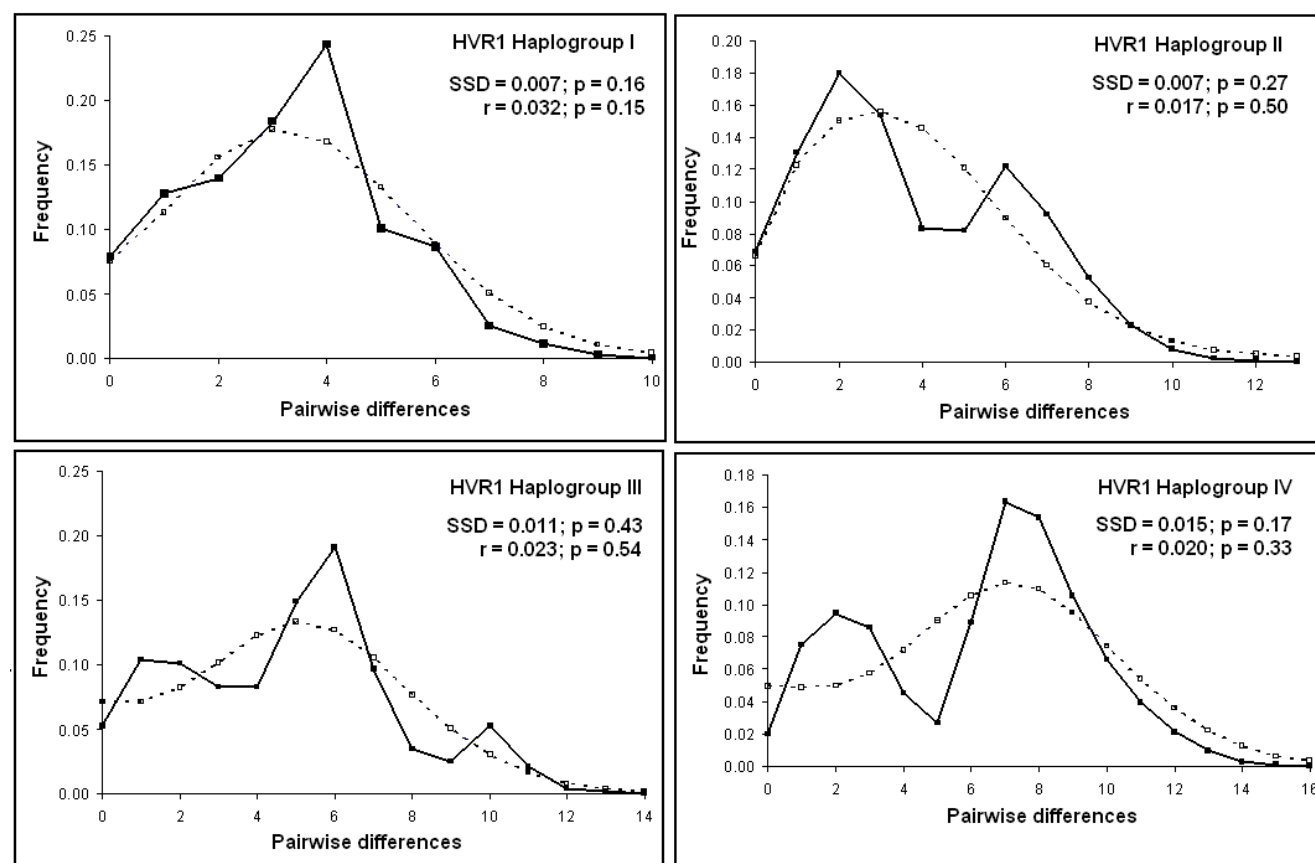 HVR1 Haplogroup I
SSD = 0.007; p = 0.16
r = 0.032; p = 0.15
Frequency
0.25
0.20
0.15
0.10
0.05
0.00
0 2 4 6 8 10
Pairwise differences
HVR1 Haplogroup II
SSD = 0.007; p = 0.27
r = 0.017; p = 0.50
Frequency
0.20
0.18
0.16
0.14
0.12
0.10
0.08
0.06
0.04
0.02
0.00
0 2 4 6 8 10 12
Pairwise differences
HVR1 Haplogroup III
SSD = 0.011; p = 0.43
r = 0.023; p = 0.54
Frequency
0.25
0.20
0.15
0.10
0.05
0.00
0 2 4 6 8 10 12 14
Pairwise differences
HVR1 Haplogroup IV
SSD = 0.015; p = 0.17
r = 0.020; p = 0.33
Frequency
0.18
0.16
0.14
0.12
0.10
0.08
0.06
0.04
0.02
0.00
0 2 4 6 8 10 12 14 16
Pairwise differences